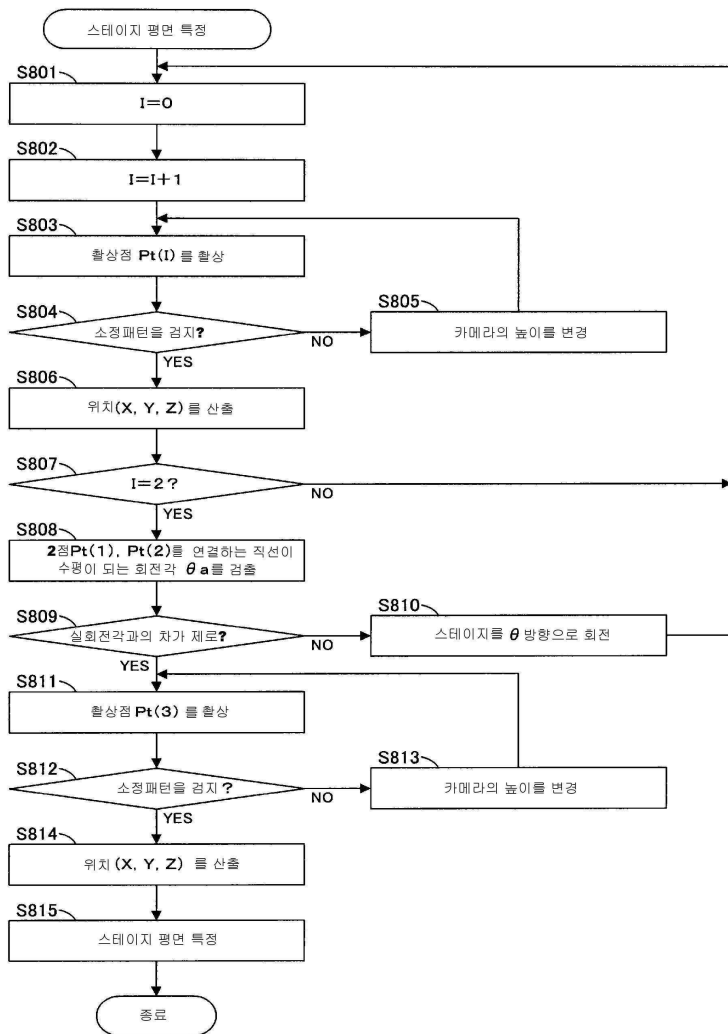 스테이지 평면 특정
S801
I=0
S802
I=I+1
S803
촬상점 Pt(I)를 촬상
S804
소정패턴을 검지?
NO
YES
S805
카메라의 높이를 변경
S806
위치(X, Y, Z)를 산출
S807
I=2?
NO
YES
S808
2점Pt(1), Pt(2)를 연결하는 직선이
수평이 되는 회전각 θa를 검출
S809
실회전각과의 차가 제로?
NO
YES
S810
스테이지를 θ 방향으로 회전
S811
촬상점 Pt(3)를 촬상
S812
소정패턴을 검지?
NO
YES
S813
카메라의 높이를 변경
S814
위치(X, Y, Z) 를 산출
S815
스테이지 평면 특정
종료